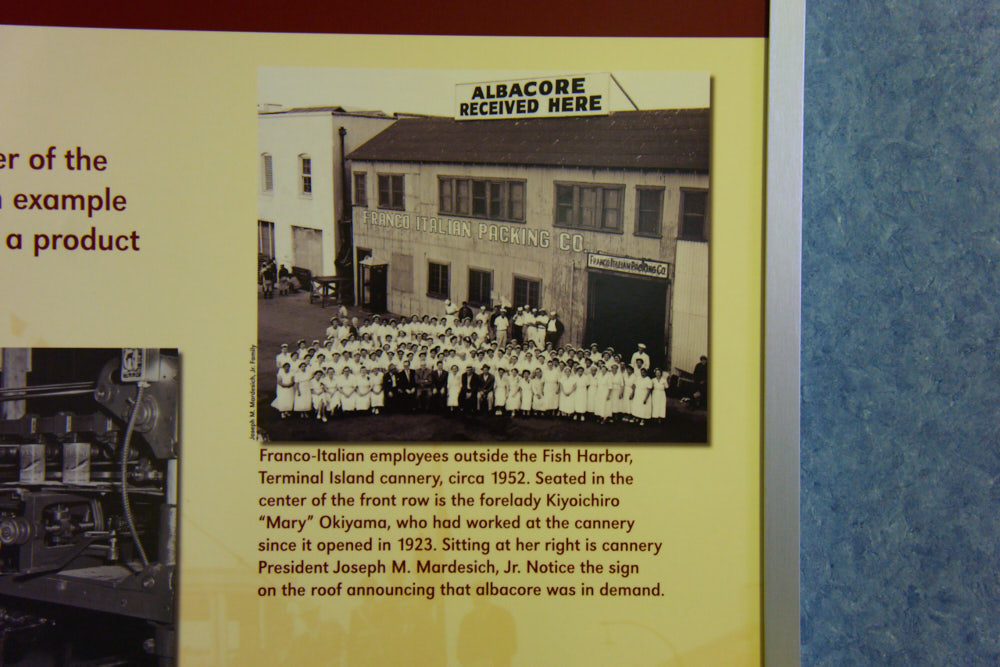 er of the
example
a product
ALBACORE
RECEIVED HERE
FRANCO ITALIAN PACKING CO.
FRANCO ITALIAN PACKING CO.
Joseph M. Mardesich, Jr. Family
Franco-Italian employees outside the Fish Harbor,
Terminal Island cannery, circa 1952. Seated in the
center of the front row is the forelady Kiyoichiro
“Mary” Okiyama, who had worked at the cannery
since it opened in 1923. Sitting at her right is cannery
President Joseph M. Mardesich, Jr. Notice the sign
on the roof announcing that albacore was in demand.